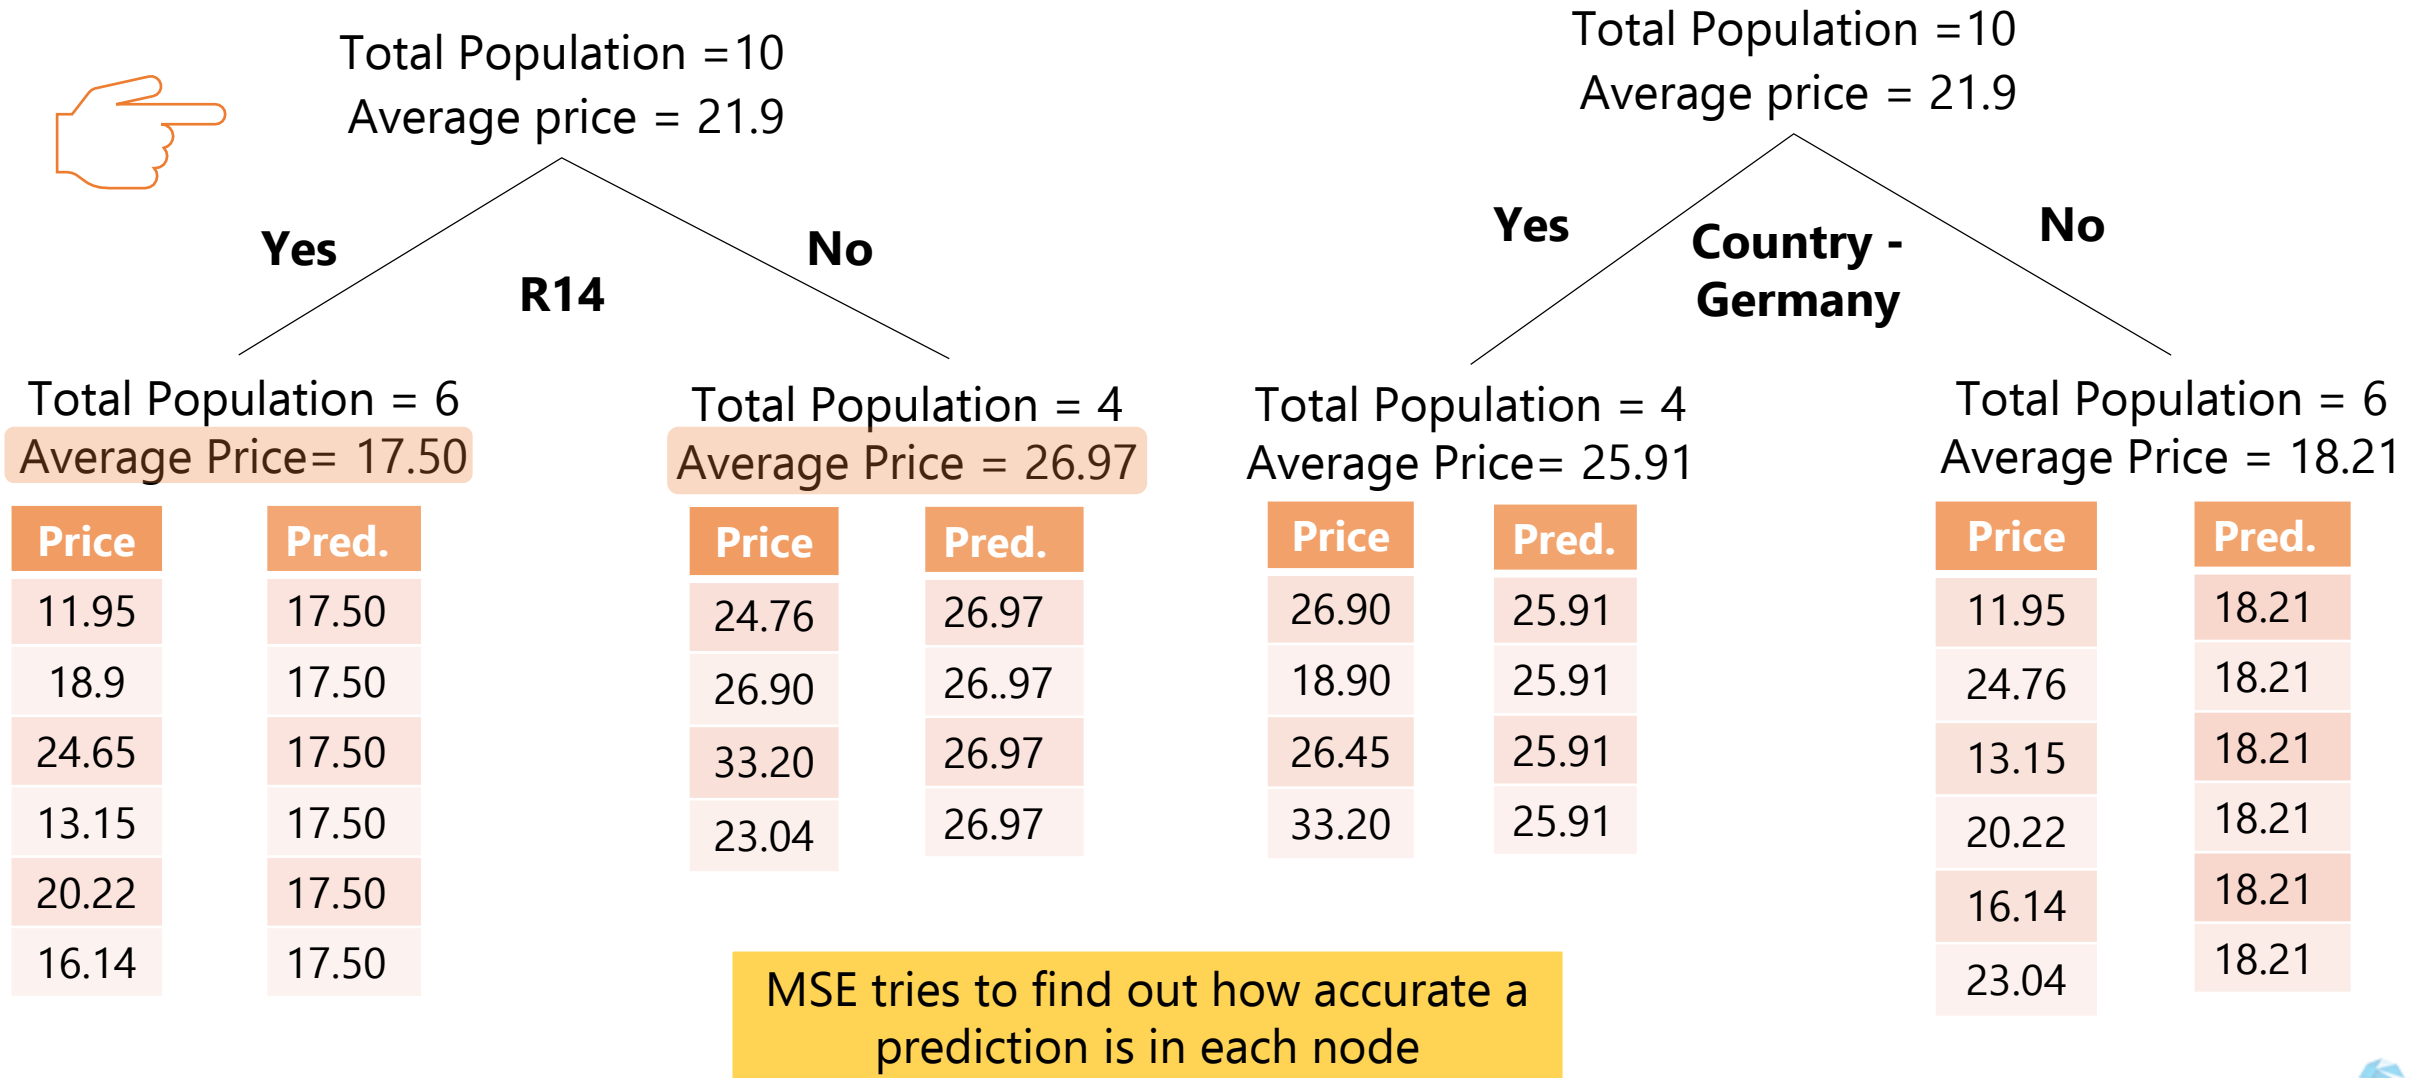 Total Population =10
Average price = 21.9
Yes
No
R14
Total Population = 6
Average Price= 17.50
Total Population = 4
Average Price = 26.97
Price
11.95
18.9
24.65
13.15
20.22
16.14
Pred.
17.50
17.50
17.50
17.50
17.50
17.50
Price
24.76
26.90
33.20
23.04
Pred.
26.97
26..97
26.97
26.97
Total Population =10
Average price = 21.9
Yes
No
Country -
Germany
Total Population = 4
Average Price= 25.91
Total Population = 6
Average Price = 18.21
Price
26.90
18.90
26.45
33.20
Pred.
25.91
25.91
25.91
25.91
Price
11.95
24.76
13.15
20.22
16.14
23.04
Pred.
18.21
18.21
18.21
18.21
18.21
18.21
MSE tries to find out how accurate a
prediction is in each node